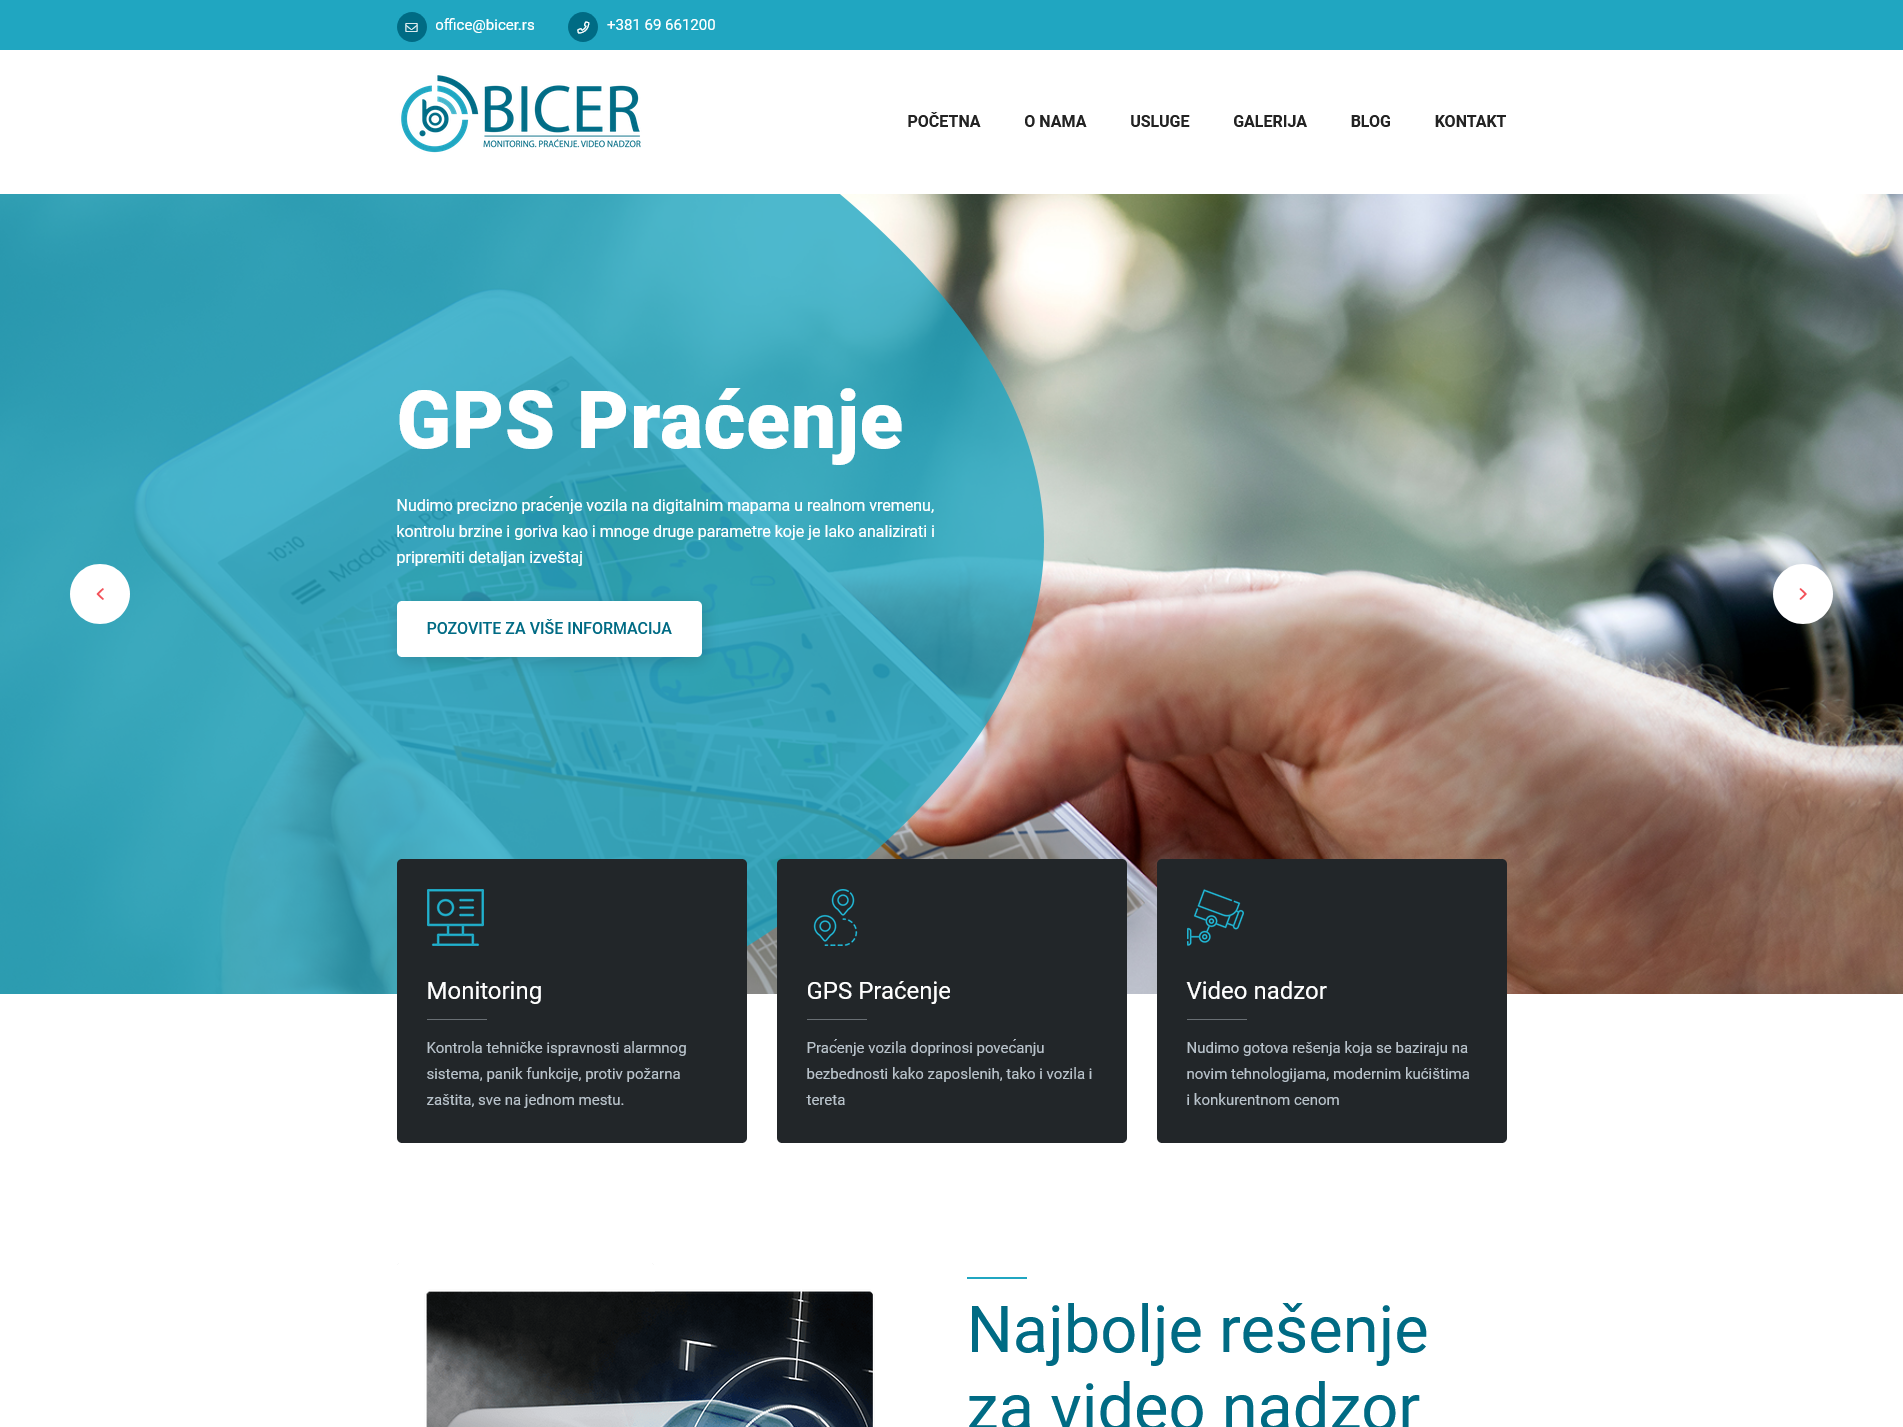 office@bicer.rs
+381 69 661200
BICER
MONITORING. PRAĆENJE. VIDEO NADZOR
POČETNA
O NAMA
USLUGE
GALERIJA
BLOG
KONTAKT
GPS Praćenje
Nudimo precizno praćenje vozila na digitalnim mapama u realnom vremenu,
kontrolu brzine i goriva kao i mnoge druge parametre koje je lako analizirati i
pripremiti detaljan izveštaj
10:10
POZOVITE ZA VIŠE INFORMACIJA
Monitoring
Kontrola tehničke ispravnosti alarmnog
sistema, panik funkcije, protiv požarna
zaštita, sve na jednom mestu.
GPS Praćenje
Praćenje vozila doprinosi povećanju
bezbednosti kako zaposlenih, tako i vozila i
tereta
Video nadzor
Nudimo gotova rešenja koja se baziraju na
novim tehnologijama, modernim kućištima
i konkurentnom cenom
Najbolje rešenje
za video nadzor